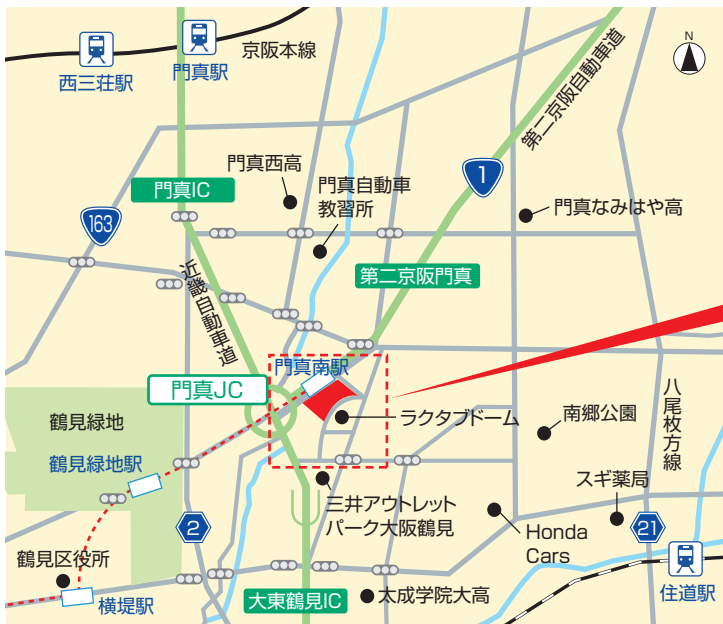 京阪本線
N
西三荘駅
門真駅
第二京阪自動車道
門真西高
門真IC
門真自動車
教習所
1
163
門真なみはや高
近畿自動車道
第二京阪門真
門真南駅
門真JC
鶴見緑地
ラクタブドーム
南郷公園
八尾枚方線
鶴見緑地駅
三井アウトレット
パーク大阪鶴見
スギ薬局
2
Honda
Cars
21
鶴見区役所
横堤駅
大東鶴見IC
太成学院大高
住道駅